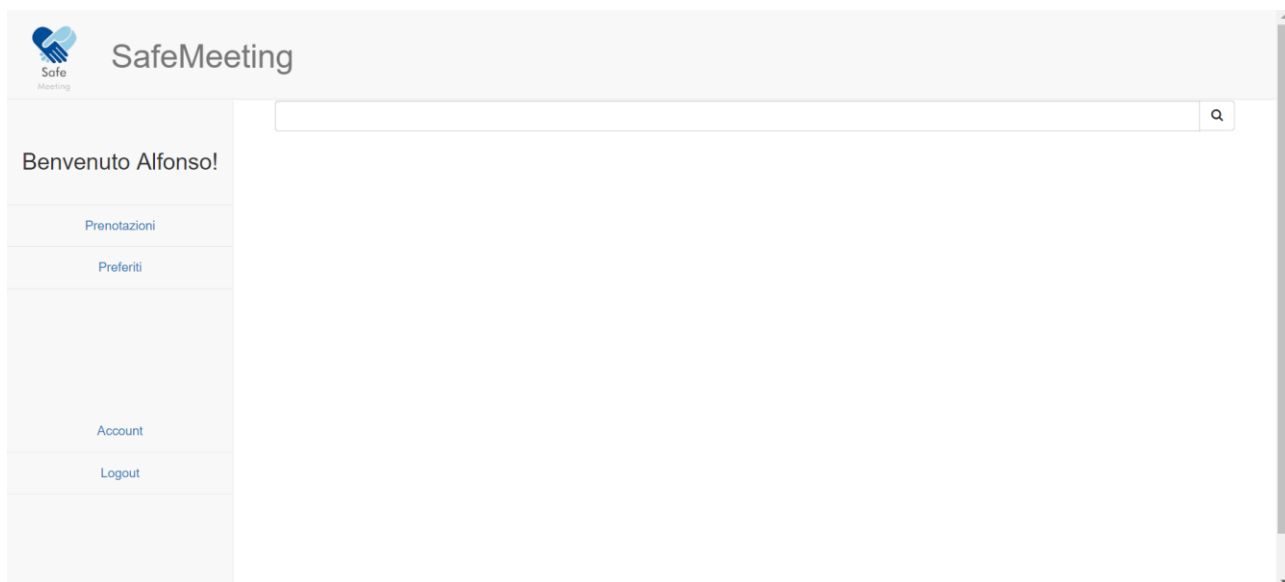 Safe
Meeting
SafeMeeting
Benvenuto Alfonso!
Prenotazioni
Preferiti
Account
Logout